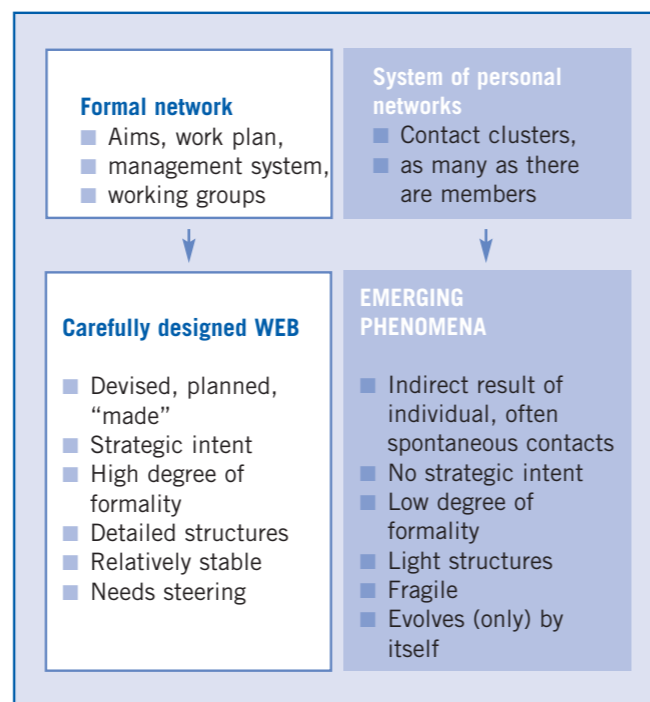 Formal network
■ Aims, work plan,
■ management system,
■ working groups
System of personal
networks
■ Contact clusters,
■ as many as there
are members
Carefully designed WEB
■ Devised, planned,
“made”
■ Strategic intent
■ High degree of
formality
■ Detailed structures
■ Relatively stable
■ Needs steering
EMERGING
PHENOMENA
■ Indirect result of
individual, often
spontaneous contacts
■ No strategic intent
■ Low degree of
formality
■ Light structures
■ Fragile
■ Evolves (only) by
itself